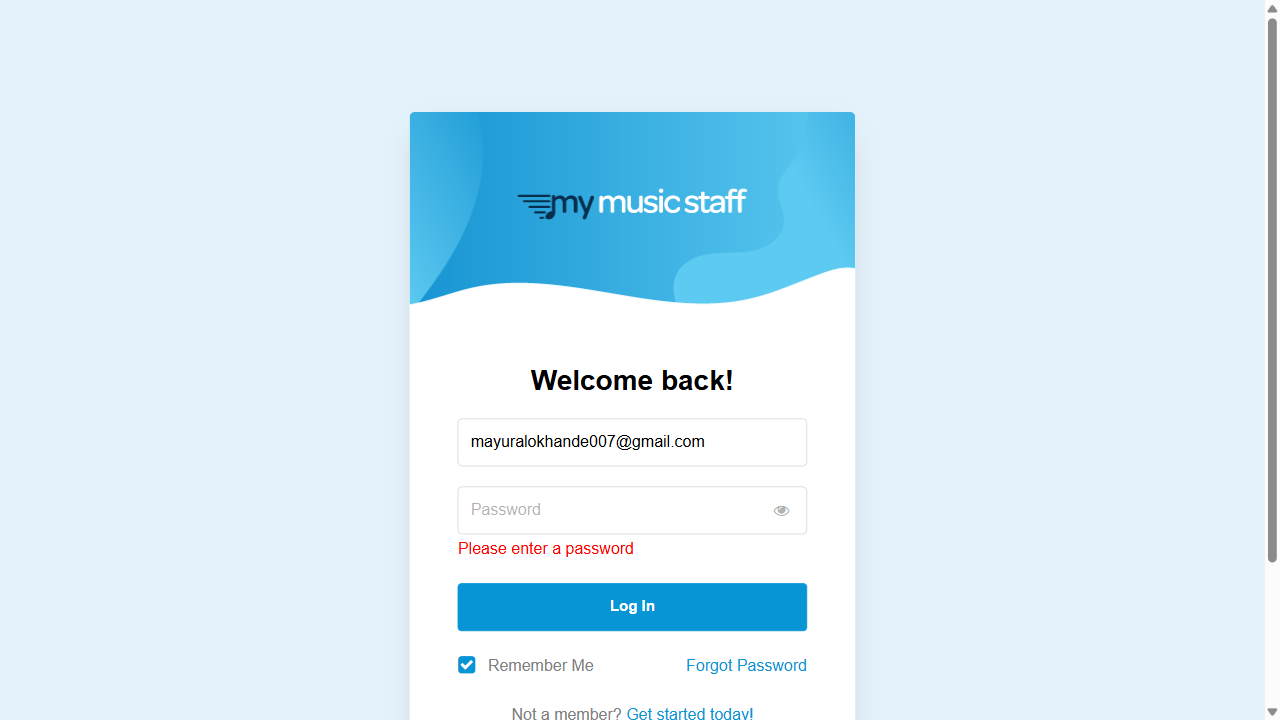 my music staff
Welcome back!
mayuralokhande007@gmail.com
Password
Please enter a password
Log In
Remember Me
Forgot Password
Not a member? Get started today!